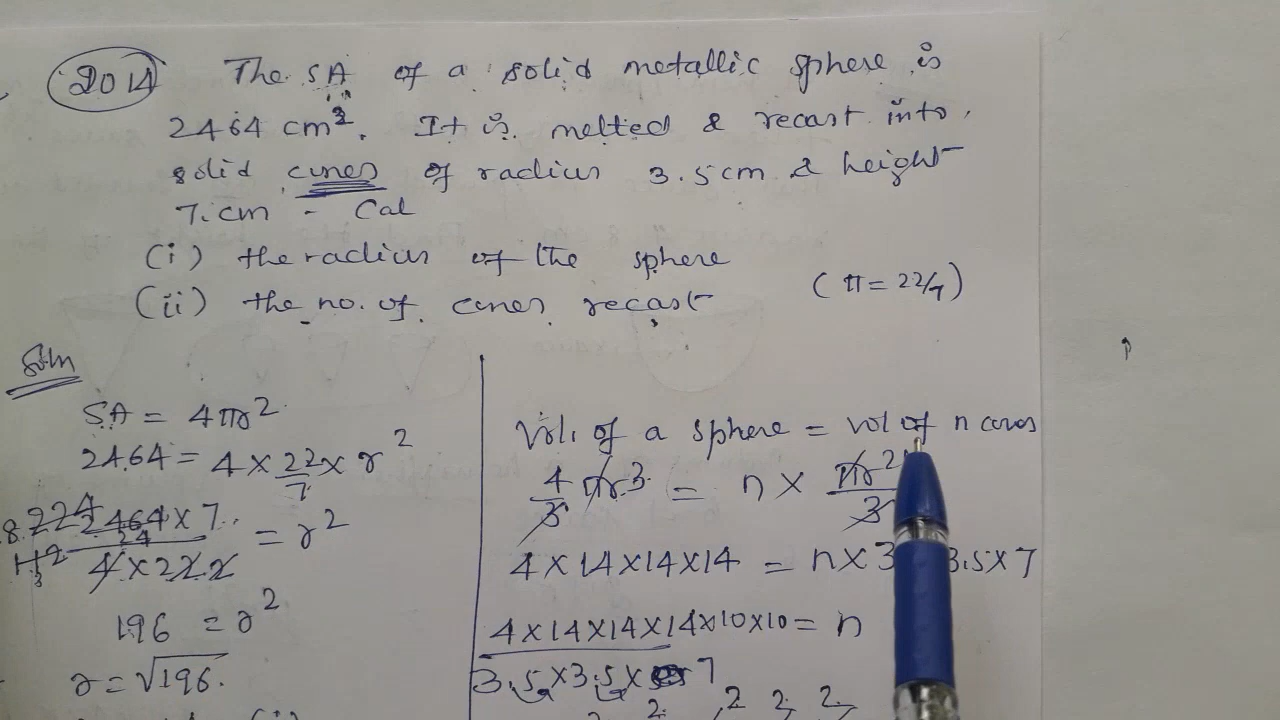 2014 The SA of a solid metallic sphere is
2464 cm². It is melted & recast into
solid cones of radius 3.5cm & height
7cm - Cal
(i) the radius of the sphere
(ii) the no. of cones recast (π = 22/7)
Soln
SA = 4πr²
2464 = 4 × 22/7 × r²
2464 × 7 / 4 × 22 = r²
196 = r²
r = √196.
Vol. of a sphere = vol of n cones
4/3 πr³ = n × πr²
4×14×14×14 = n×3 3.5×7
4×14×14×14×10×10 = n
3.5×3.5×7